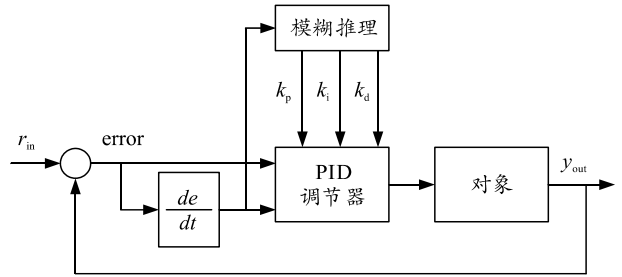 模糊推理
k_p k_i k_d
r_in error
PID
调节器
对象
y_out
de
dt